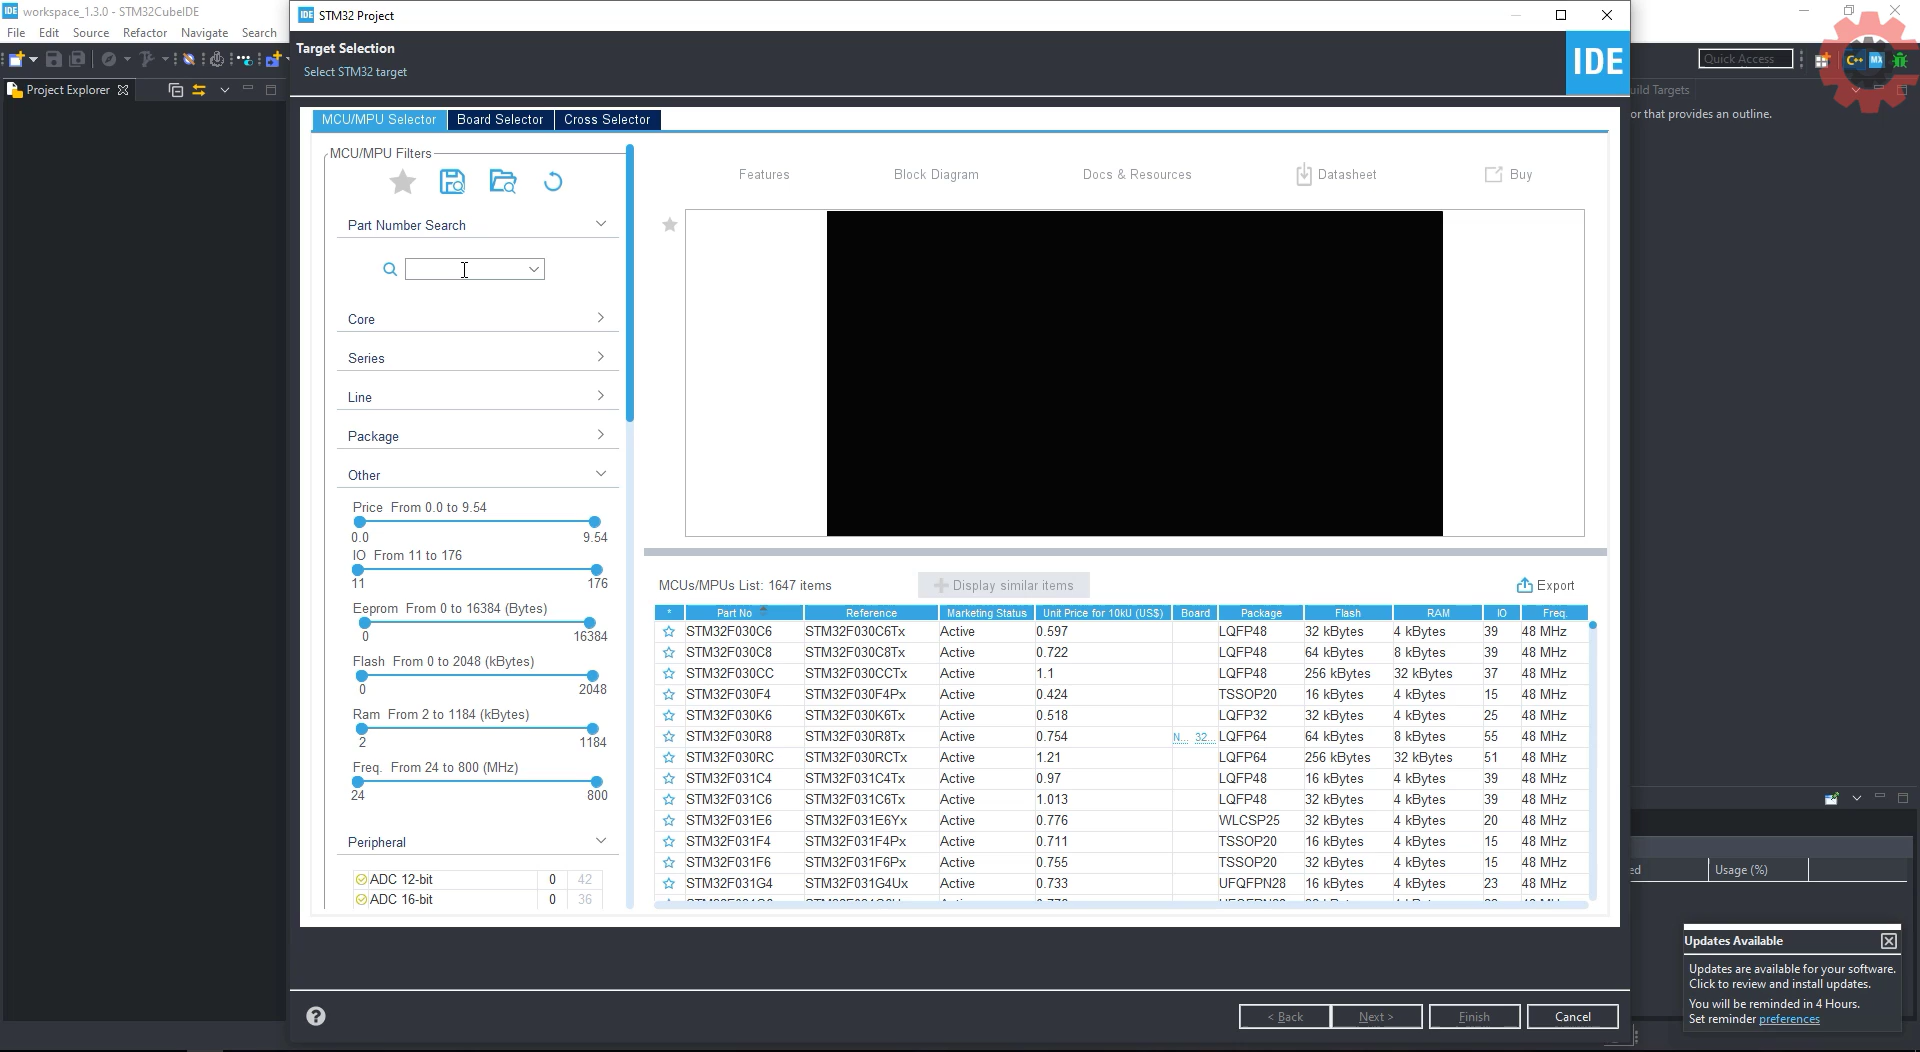 IDE workspace_1.3.0 - STM32CubeIDE
File Edit Source Refactor Navigate Search
Project Explorer
IDE STM32 Project
Target Selection
Select STM32 target
IDE
Quick Access
C++ MX
uild Targets
or that provides an outline.
MCU/MPU Selector Board Selector Cross Selector
MCU/MPU Filters
Part Number Search
Core
Series
Line
Package
Other
Price From 0.0 to 9.54
0.0 9.54
IO From 11 to 176
11 176
Eeprom From 0 to 16384 (Bytes)
0 16384
Flash From 0 to 2048 (kBytes)
0 2048
Ram From 2 to 1184 (kBytes)
2 1184
Freq. From 24 to 800 (MHz)
24 800
Peripheral
ADC 12-bit 0 42
ADC 16-bit 0 36
Features Block Diagram Docs & Resources Datasheet Buy
MCUs/MPUs List: 1647 items Display similar items Export
* Part No Reference Marketing Status Unit Price for 10kU (US$) Board Package Flash RAM IO Freq.
STM32F030C6 STM32F030C6Tx Active 0.597 LQFP48 32 kBytes 4 kBytes 39 48 MHz
STM32F030C8 STM32F030C8Tx Active 0.722 LQFP48 64 kBytes 8 kBytes 39 48 MHz
STM32F030CC STM32F030CCTx Active 1.1 LQFP48 256 kBytes 32 kBytes 37 48 MHz
STM32F030F4 STM32F030F4Px Active 0.424 TSSOP20 16 kBytes 4 kBytes 15 48 MHz
STM32F030K6 STM32F030K6Tx Active 0.518 LQFP32 32 kBytes 4 kBytes 25 48 MHz
STM32F030R8 STM32F030R8Tx Active 0.754 N... 32... LQFP64 64 kBytes 8 kBytes 55 48 MHz
STM32F030RC STM32F030RCTx Active 1.21 LQFP64 256 kBytes 32 kBytes 51 48 MHz
STM32F031C4 STM32F031C4Tx Active 0.97 LQFP48 16 kBytes 4 kBytes 39 48 MHz
STM32F031C6 STM32F031C6Tx Active 1.013 LQFP48 32 kBytes 4 kBytes 39 48 MHz
STM32F031E6 STM32F031E6Yx Active 0.776 WLCSP25 32 kBytes 4 kBytes 20 48 MHz
STM32F031F4 STM32F031F4Px Active 0.711 TSSOP20 16 kBytes 4 kBytes 15 48 MHz
STM32F031F6 STM32F031F6Px Active 0.755 TSSOP20 32 kBytes 4 kBytes 15 48 MHz
STM32F031G4 STM32F031G4Ux Active 0.733 UFQFPN28 16 kBytes 4 kBytes 23 48 MHz
ed Usage (%)
Updates Available
Updates are available for your software.
Click to review and install updates.
You will be reminded in 4 Hours.
Set reminder preferences
< Back Next > Finish Cancel